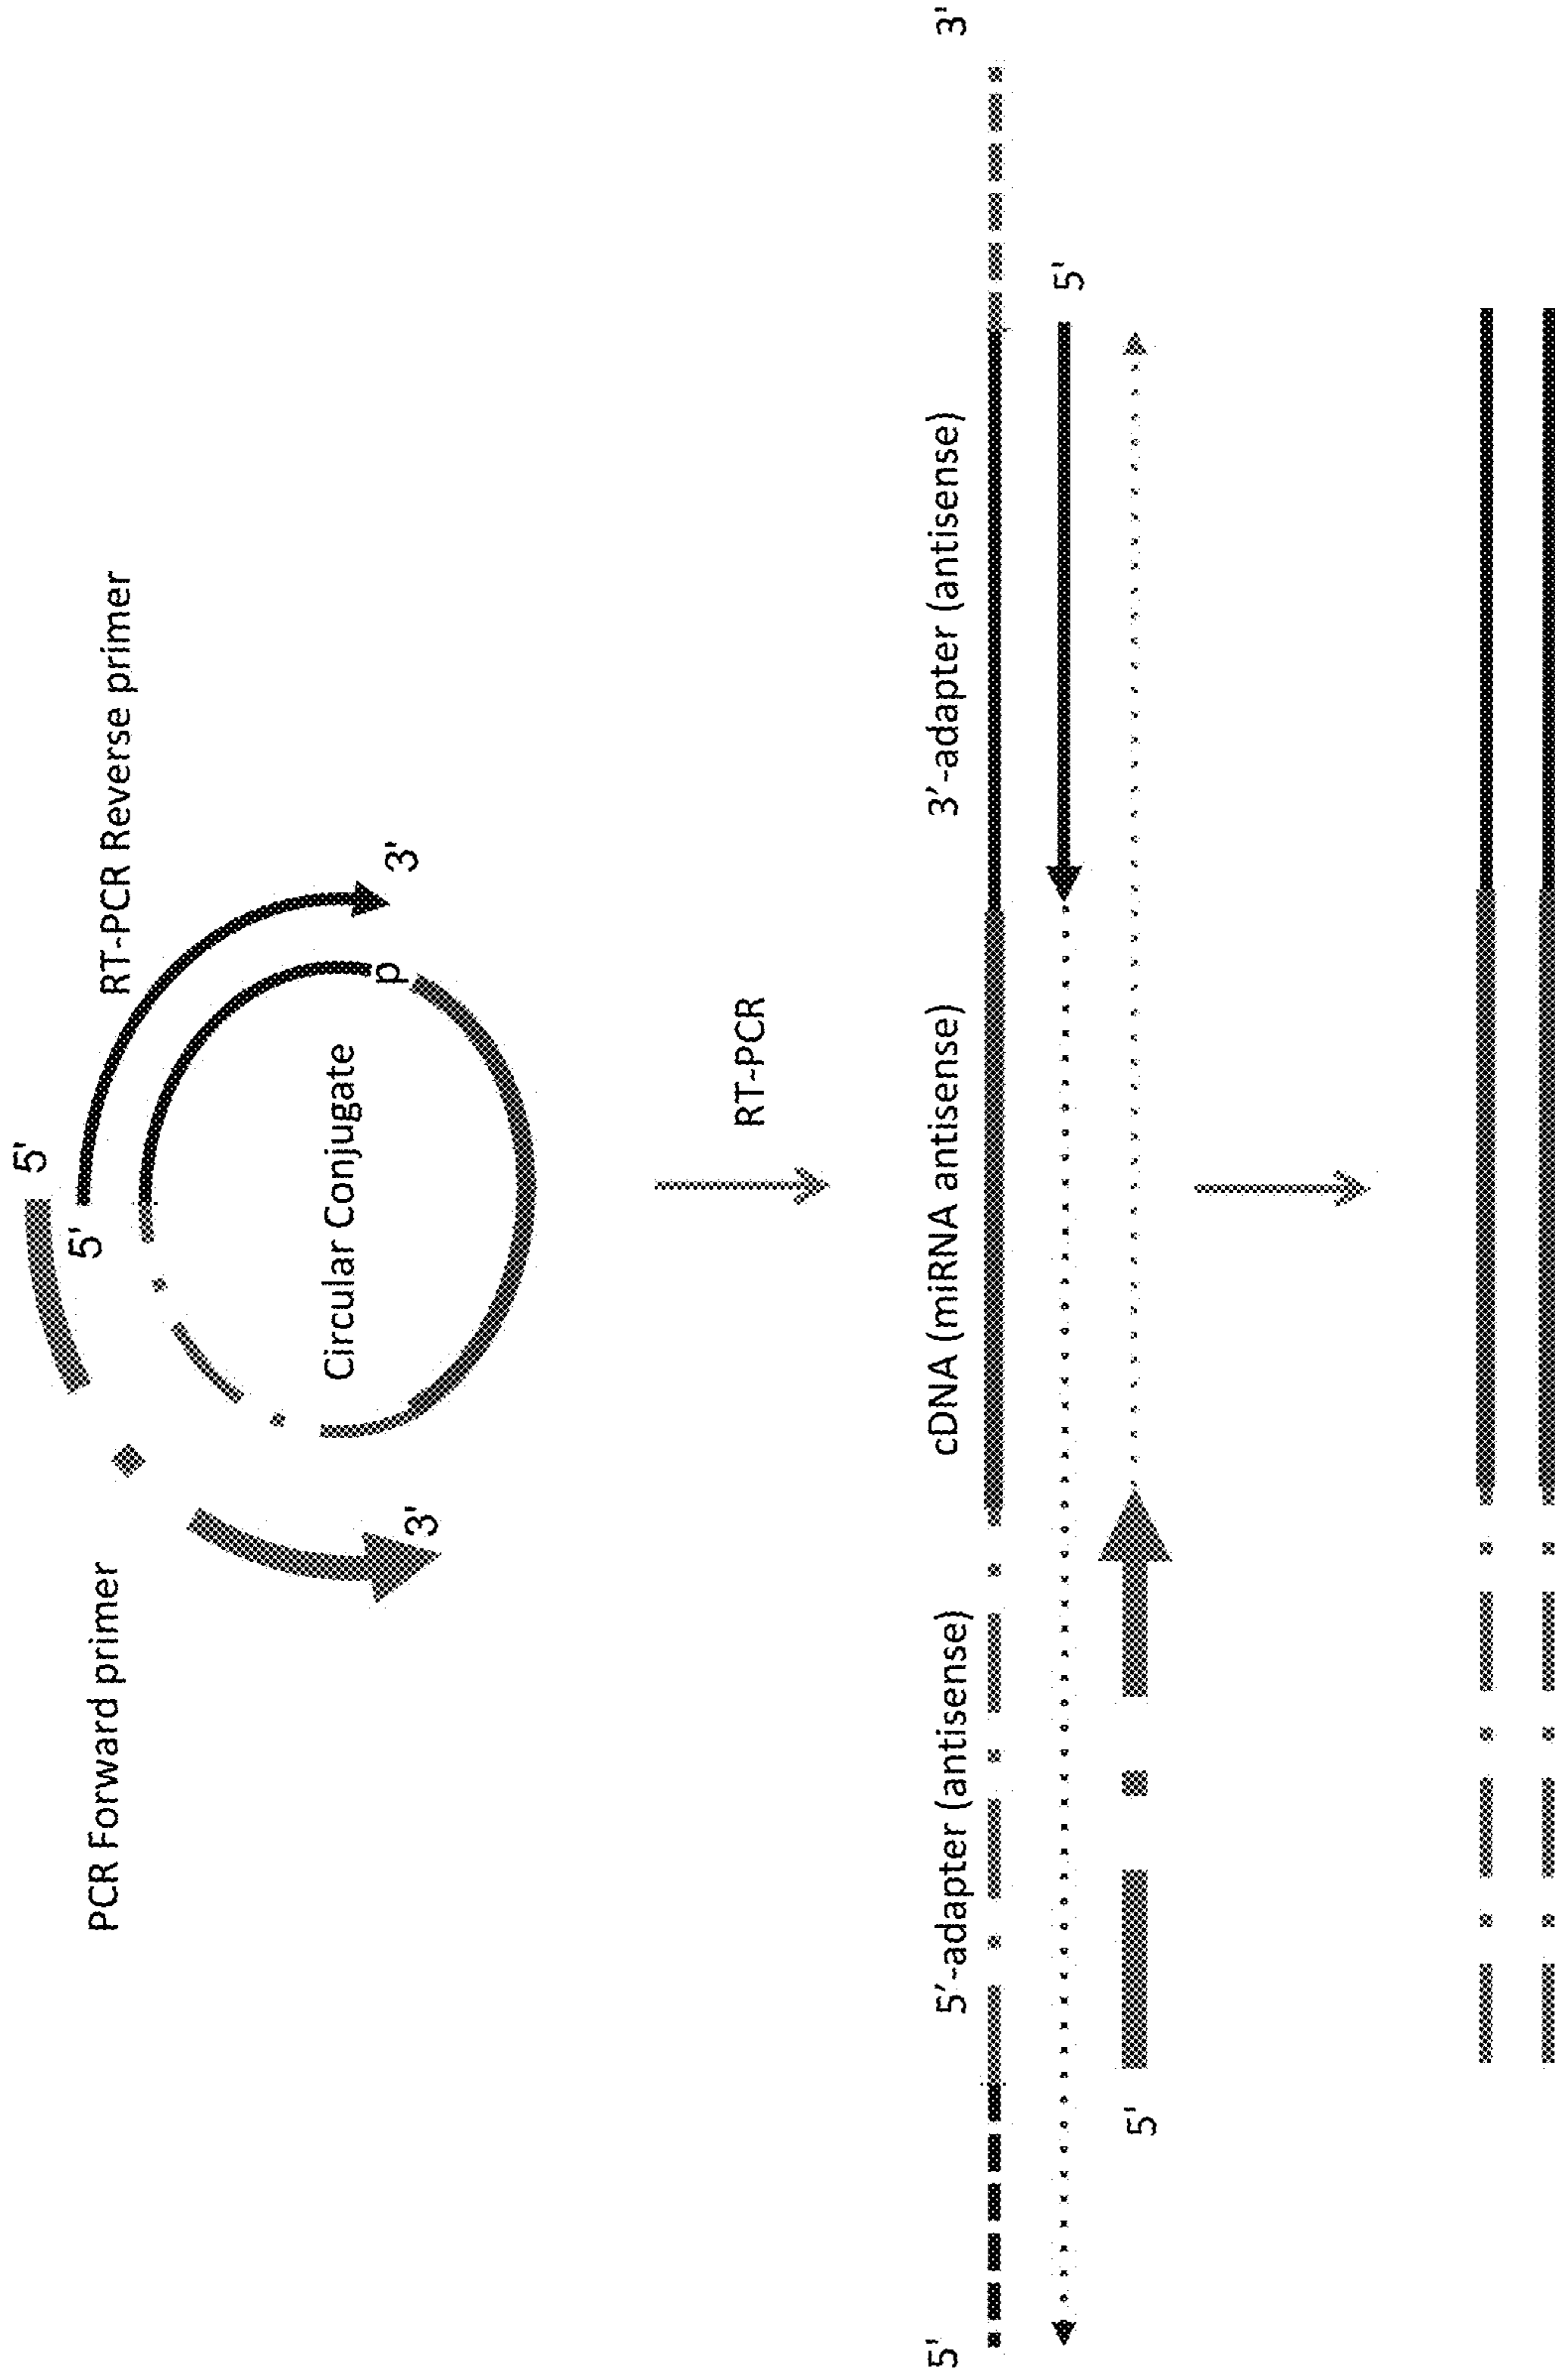 5'
PCR Forward primer
5'
RT-PCR Reverse primer
Circular Conjugate
p
3'
3'
RT-PCR
5'
5'-adapter (antisense)
cDNA (miRNA antisense)
3'-adapter (antisense)
3'
5'
5'